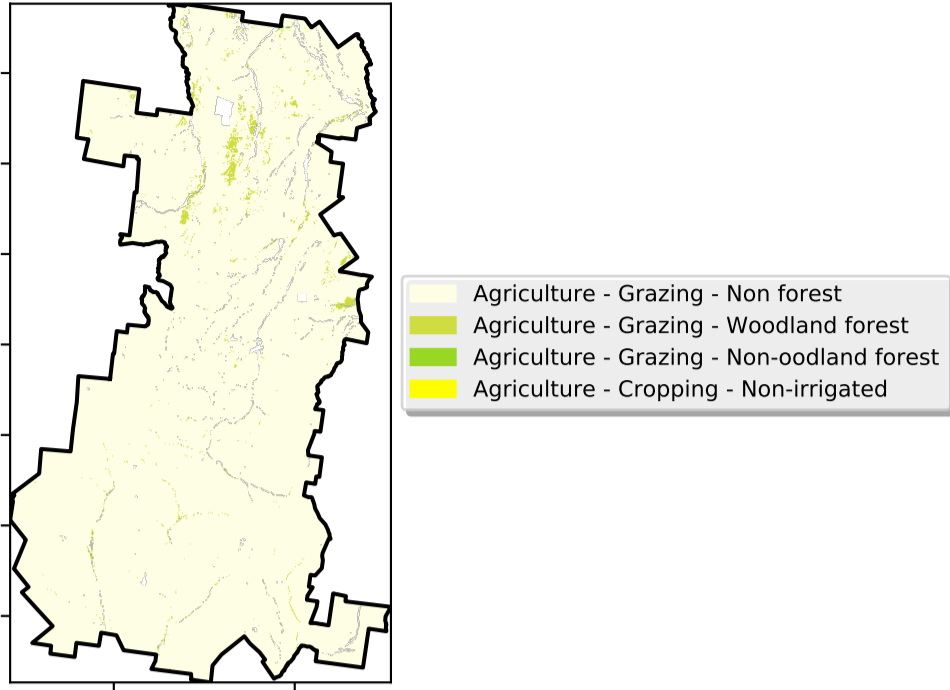 Agriculture - Grazing - Non forest
Agriculture - Grazing - Woodland forest
Agriculture - Grazing - Non-oodland forest
Agriculture - Cropping - Non-irrigated